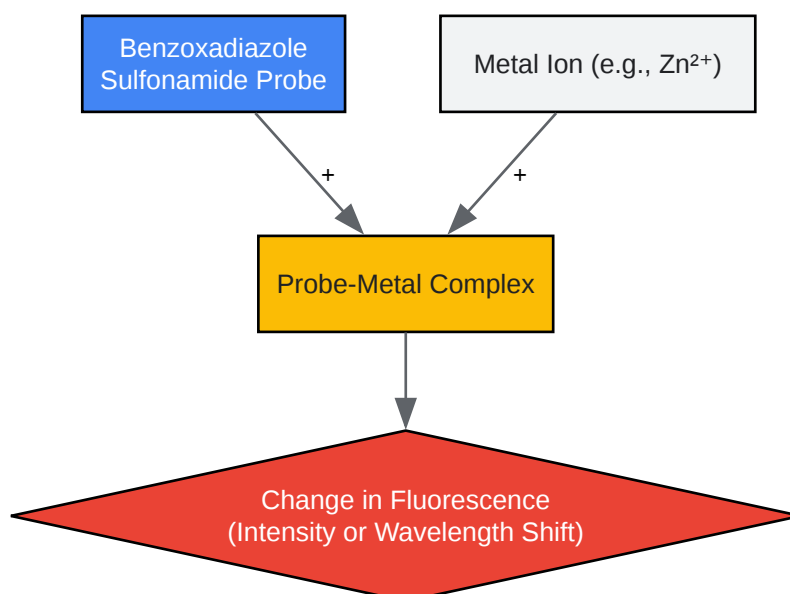 Benzoxadiazole
Sulfonamide Probe
Metal Ion (e.g., Zn²⁺)
+
+
Probe-Metal Complex
Change in Fluorescence
(Intensity or Wavelength Shift)